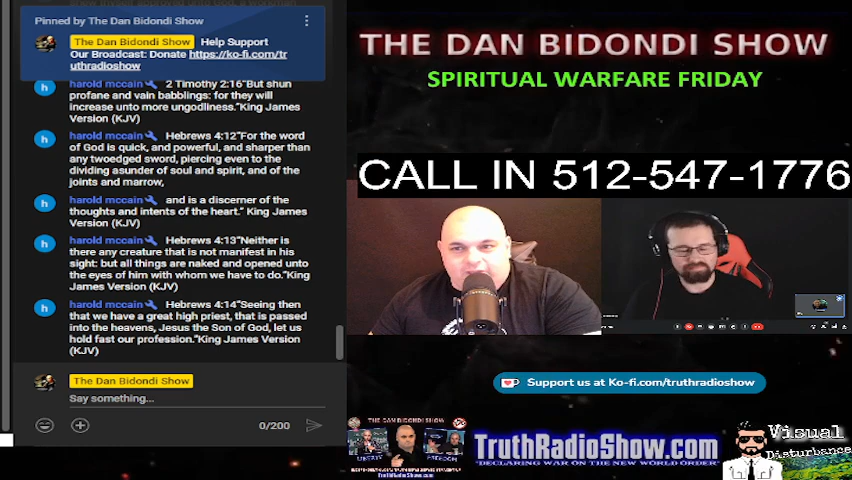 Pinned by The Dan Bidondi Show
The Dan Bidondi Show Help Support
Our Broadcast: Donate https://ko-fi.com/tr
uthradioshow
harold mccain 2 Timothy 2:16"But shun
profane and vain babblings: for they will
increase unto more ungodliness."King James
Version (KJV)
harold mccain Hebrews 4:12"For the word
of God is quick, and powerful, and sharper than
any twoedged sword, piercing even to the
dividing asunder of soul and spirit, and of the
joints and marrow,
harold mccain and is a discerner of the
thoughts and intents of the heart." King James
Version (KJV)
harold mccain Hebrews 4:13"Neither is
there any creature that is not manifest in his
sight: but all things are naked and opened unto
the eyes of him with whom we have to do."King
James Version (KJV)
harold mccain Hebrews 4:14"Seeing then
that we have a great high priest, that is passed
into the heavens, Jesus the Son of God, let us
hold fast our profession."King James Version
(KJV)
The Dan Bidondi Show
Say something...
0/200
THE DAN BIDONDI SHOW
SPIRITUAL WARFARE FRIDAY
CALL IN 512-547-1776
Support us at Ko-fi.com/truthradioshow
THE DAN BIDONDI SHOW
LIBERTY
FREEDOM
TruthRadioShow.com
"DECLARING WAR ON THE NEW WORLD ORDER"
Visual
Disturbance